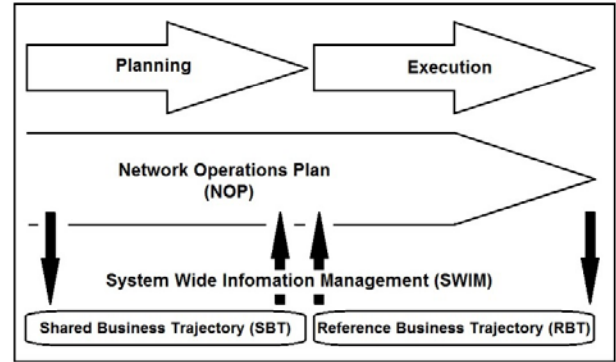 Planning
Execution
Network Operations Plan
(NOP)
System Wide Infomation Management (SWIM)
Shared Business Trajectory (SBT)
Reference Business Trajectory (RBT)